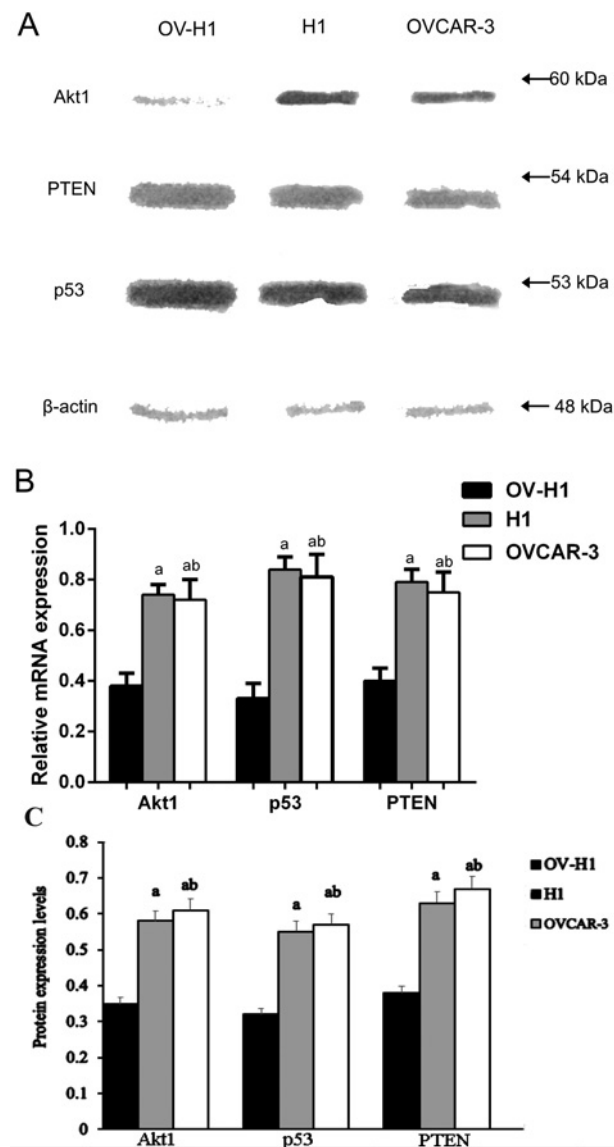 A
OV-H1 H1 OVCAR-3
Akt1 60 kDa
PTEN 54 kDa
p53 53 kDa
β-actin 48 kDa
B
OV-H1
H1
OVCAR-3
Relative mRNA expression
1.0
0.8
0.6
0.4
0.2
0.0
a ab a ab a ab
Akt1 p53 PTEN
C
OV-H1
H1
OVCAR-3
Protein expression levels
0.8
0.7
0.6
0.5
0.4
0.3
0.2
0.1
0
a ab a ab a ab
Akt1 p53 PTEN